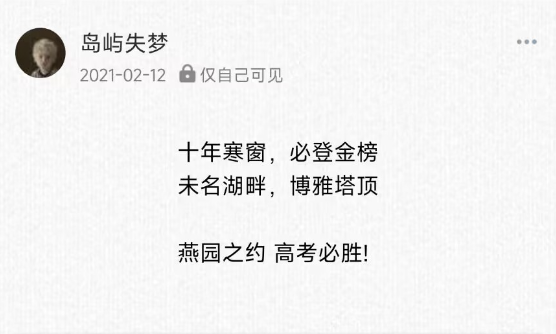 岛屿失梦
2021-02-12 仅自己可见
十年寒窗，必登金榜
未名湖畔，博雅塔顶
燕园之约 高考必胜!